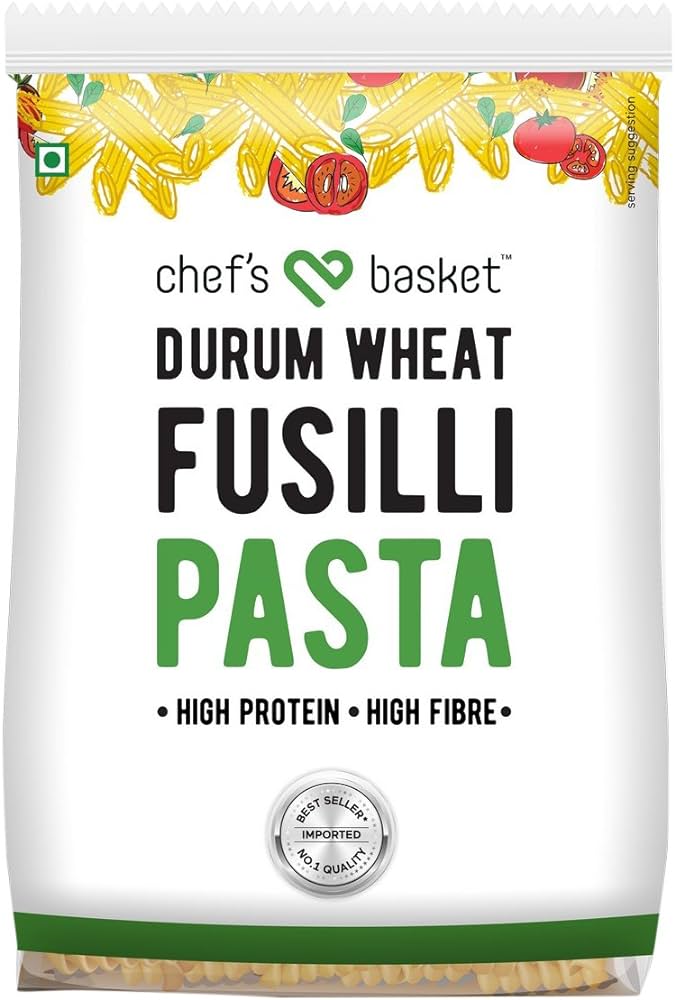 serving suggestion
chef's basket™
DURUM WHEAT
FUSILLI
PASTA
• HIGH PROTEIN • HIGH FIBRE •
BEST SELLER*
IMPORTED
NO.1 QUALITY